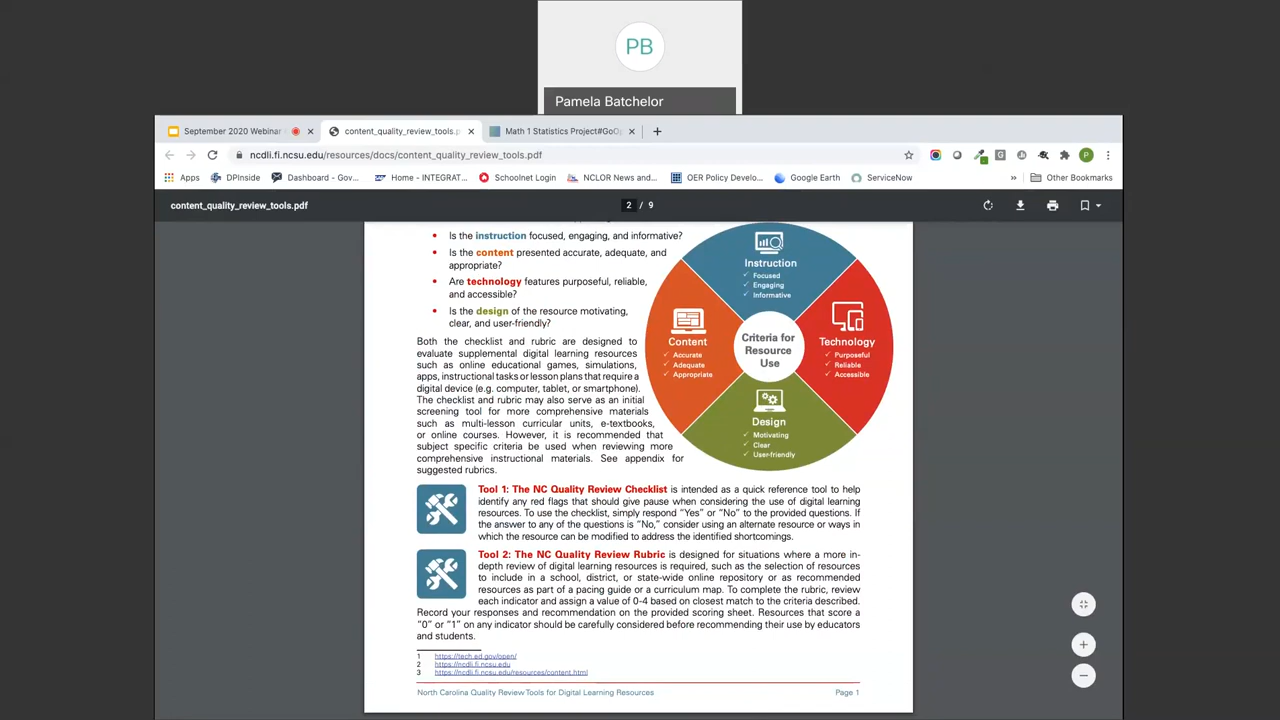 PB
Pamela Batchelor
September 2020 Webinar
content_quality_review_tools.p
Math 1 Statistics Project#GoOp
ncdli.fi.ncsu.edu/resources/docs/content_quality_review_tools.pdf
Apps
DPInside
Dashboard - Gov...
Home - INTEGRAT...
Schoolnet Login
NCLOR News and...
OER Policy Develo...
Google Earth
ServiceNow
»
Other Bookmarks
content_quality_review_tools.pdf
2 / 9
• Is the instruction focused, engaging, and informative?
• Is the content presented accurate, adequate, and
appropriate?
• Are technology features purposeful, reliable,
and accessible?
• Is the design of the resource motivating,
clear, and user-friendly?
Both the checklist and rubric are designed to
evaluate supplemental digital learning resources
such as online educational games, simulations,
apps, instructional tasks or lesson plans that require a
digital device (e.g. computer, tablet, or smartphone).
The checklist and rubric may also serve as an initial
screening tool for more comprehensive materials
such as multi-lesson curricular units, e-textbooks,
or online courses. However, it is recommended that
subject specific criteria be used when reviewing more
comprehensive instructional materials. See appendix for
suggested rubrics.
Instruction
✓ Focused
✓ Engaging
✓ Informative
Content
✓ Accurate
✓ Adequate
✓ Appropriate
Criteria for
Resource
Use
Technology
✓ Purposeful
✓ Reliable
✓ Accessible
Design
✓ Motivating
✓ Clear
✓ User-friendly
Tool 1: The NC Quality Review Checklist is intended as a quick reference tool to help
identify any red flags that should give pause when considering the use of digital learning
resources. To use the checklist, simply respond "Yes" or "No" to the provided questions. If
the answer to any of the questions is "No," consider using an alternate resource or ways in
which the resource can be modified to address the identified shortcomings.
Tool 2: The NC Quality Review Rubric is designed for situations where a more in-
depth review of digital learning resources is required, such as the selection of resources
to include in a school, district, or state-wide online repository or as recommended
resources as part of a pacing guide or a curriculum map. To complete the rubric, review
each indicator and assign a value of 0-4 based on closest match to the criteria described.
Record your responses and recommendation on the provided scoring sheet. Resources that score a
"0" or "1" on any indicator should be carefully considered before recommending their use by educators
and students.
1 https://tech.ed.gov/open/
2 https://ncdli.fi.ncsu.edu
3 https://ncdli.fi.ncsu.edu/resources/content.html
North Carolina Quality Review Tools for Digital Learning Resources Page 1